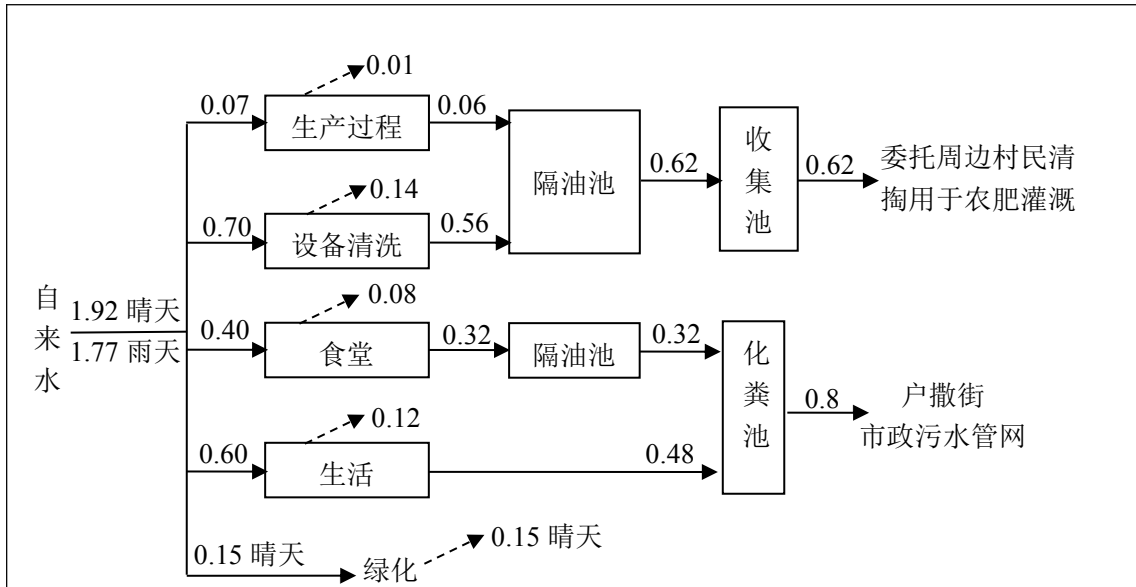 0.01
0.07
生产过程
0.06
隔油池
0.62
收集池
0.62
委托周边村民清
掏用于农肥灌溉
0.14
0.70
设备清洗
0.56
自来水
1.92 晴天
1.77 雨天
0.08
0.40
食堂
0.32
隔油池
0.32
化粪池
0.8
户撒街
市政污水管网
0.12
0.60
生活
0.48
0.15 晴天
绿化
0.15 晴天